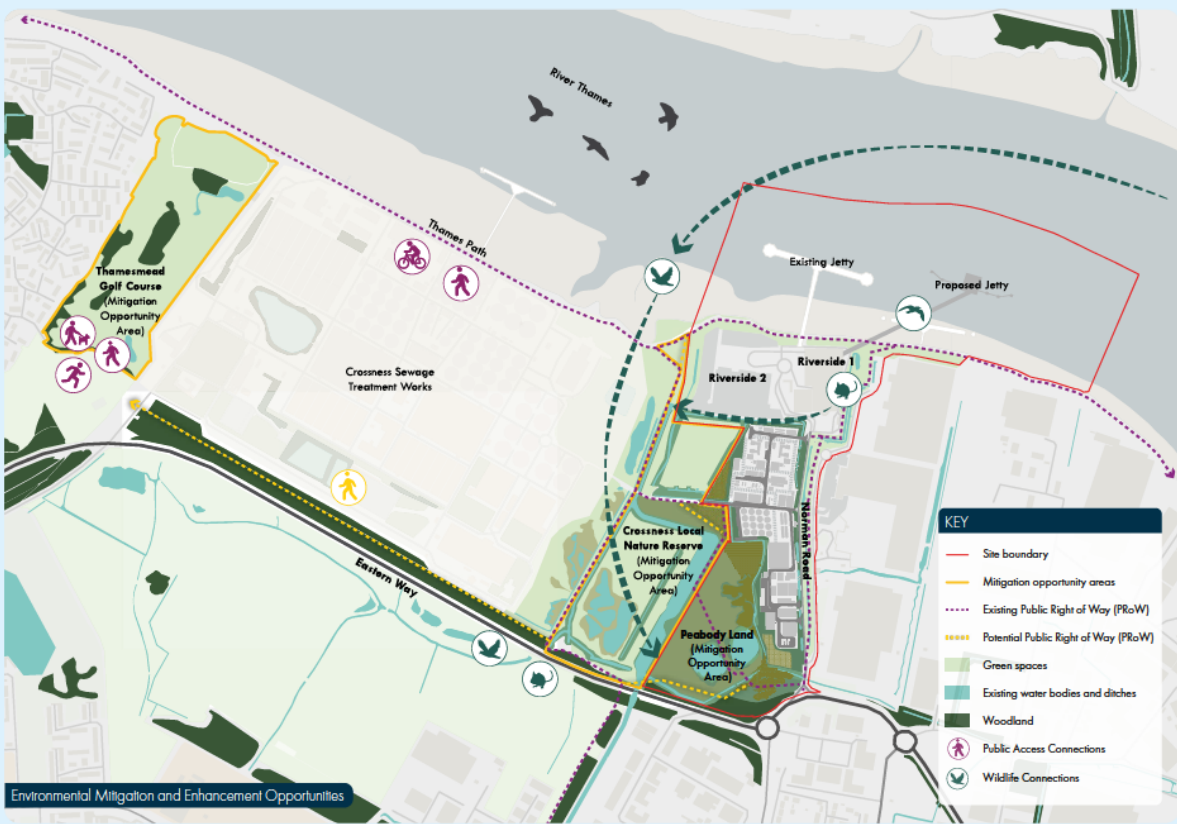 River Thames
Thames Path
Existing Jetty
Proposed Jetty
Thamesmead
Golf Course
(Mitigation
Opportunity
Area)
Riverside 1
Riverside 2
Crossness Sewage
Treatment Works
Norman Road
Crossness Local
Nature Reserve
(Mitigation
Opportunity
Area)
Eastern Way
Peabody Land
(Mitigation
Opportunity
Area)
KEY
Site boundary
Mitigation opportunity areas
Existing Public Right of Way (PRoW)
Potential Public Right of Way (PRoW)
Green spaces
Existing water bodies and ditches
Woodland
Public Access Connections
Wildlife Connections
Environmental Mitigation and Enhancement Opportunities